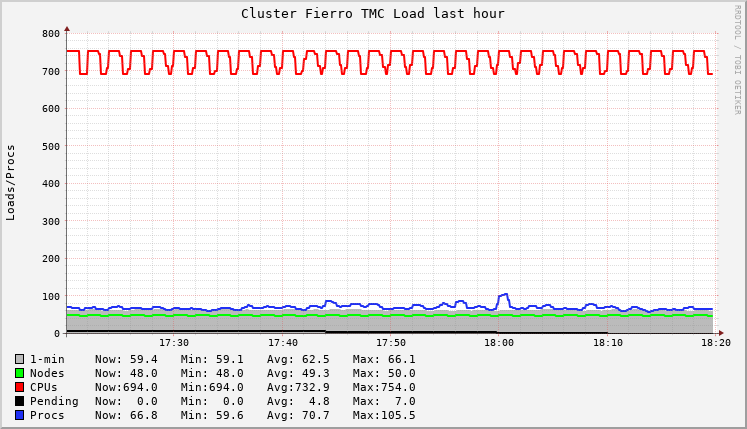 Cluster Fierro TMC Load last hour
RRDTOOL / TOBI OETIKER
Loads/Procs
800
700
600
500
400
300
200
100
0
17:30 17:40 17:50 18:00 18:10 18:20
1-min Now: 59.4 Min: 59.1 Avg: 62.5 Max: 66.1
Nodes Now: 48.0 Min: 48.0 Avg: 49.3 Max: 50.0
CPUs Now:694.0 Min:694.0 Avg:732.9 Max:754.0
Pending Now: 0.0 Min: 0.0 Avg: 4.8 Max: 7.0
Procs Now: 66.8 Min: 59.6 Avg: 70.7 Max:105.5